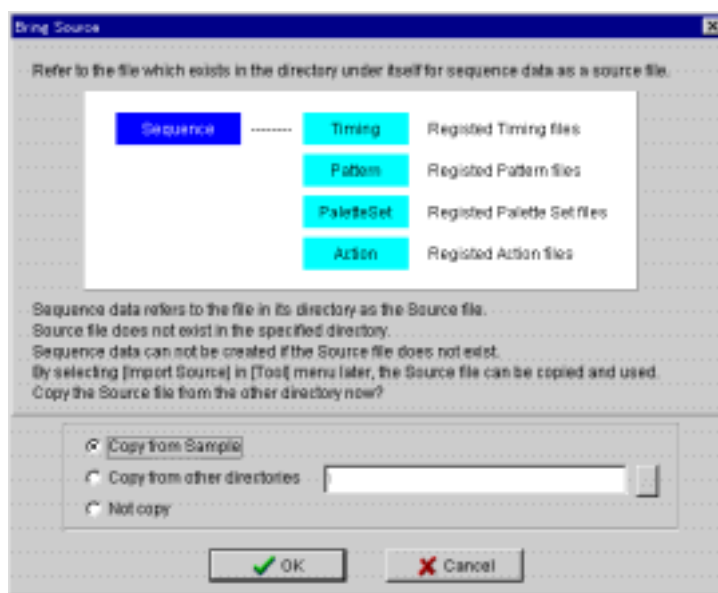 Bring Source
Refer to the file which exists in the directory under itself for sequence data as a source file.
Sequence -------- Timing Registed Timing files
Pattern Registed Pattern files
PaletteSet Registed Palette Set files
Action Registed Action files
Sequence data refers to the file in its directory as the Source file.
Source file does not exist in the specified directory.
Sequence data can not be created if the Source file does not exist.
By selecting [Import Source] in [Tool] menu later, the Source file can be copied and used.
Copy the Source file from the other directory now?
Copy from Sample
Copy from other directories
Not copy
OK Cancel